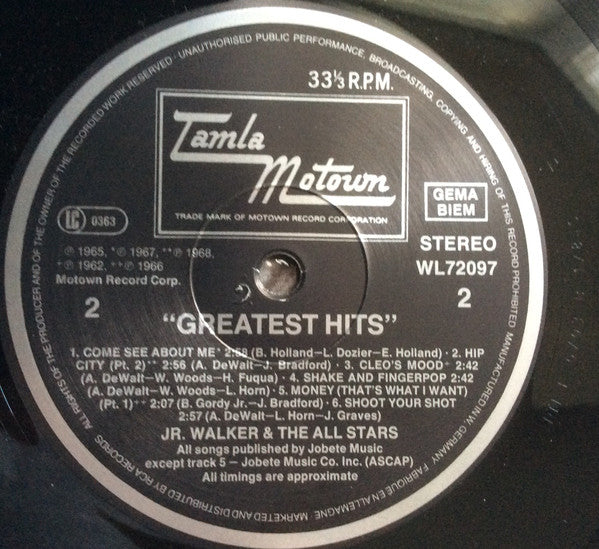 33⅓ R.P.M.
Tamla
Motown
TRADE MARK OF MOTOWN RECORD CORPORATION
GEMA
BIEM
LC 0363
STEREO
WL72097
℗ 1965, *℗ 1967, **℗ 1968,
+℗ 1962, ++℗ 1966
Motown Record Corp.
2
2
"GREATEST HITS"
1. COME SEE ABOUT ME* 2:58 (B. Holland–L. Dozier–E. Holland) · 2. HIP
CITY (Pt. 2)** 2:56 (A. DeWalt–J. Bradford) · 3. CLEO'S MOOD+ 2:42
(A. DeWalt–W. Woods–H. Fuqua) · 4. SHAKE AND FINGERPOP 2:42
(A. DeWalt–W. Woods–L. Horn) · 5. MONEY (THAT'S WHAT I WANT)
(Pt. 1)++ 2:07 (B. Gordy Jr.–J. Bradford) · 6. SHOOT YOUR SHOT
2:57 (A. DeWalt–L. Horn–J. Graves)
JR. WALKER & THE ALL STARS
All songs published by Jobete Music
except track 5 – Jobete Music Co. Inc. (ASCAP)
All timings are approximate
ALL RIGHTS OF THE PRODUCER AND OF THE OWNER OF THE RECORDED WORK RESERVED · UNAUTHORISED PUBLIC PERFORMANCE, BROADCASTING, COPYING AND HIRING OF THIS RECORD PROHIBITED. MANUFACTURED IN W. GERMANY. FABRIQUE EN ALLEMAGNE · MARKETED AND DISTRIBUTED BY RCA RECORDS.